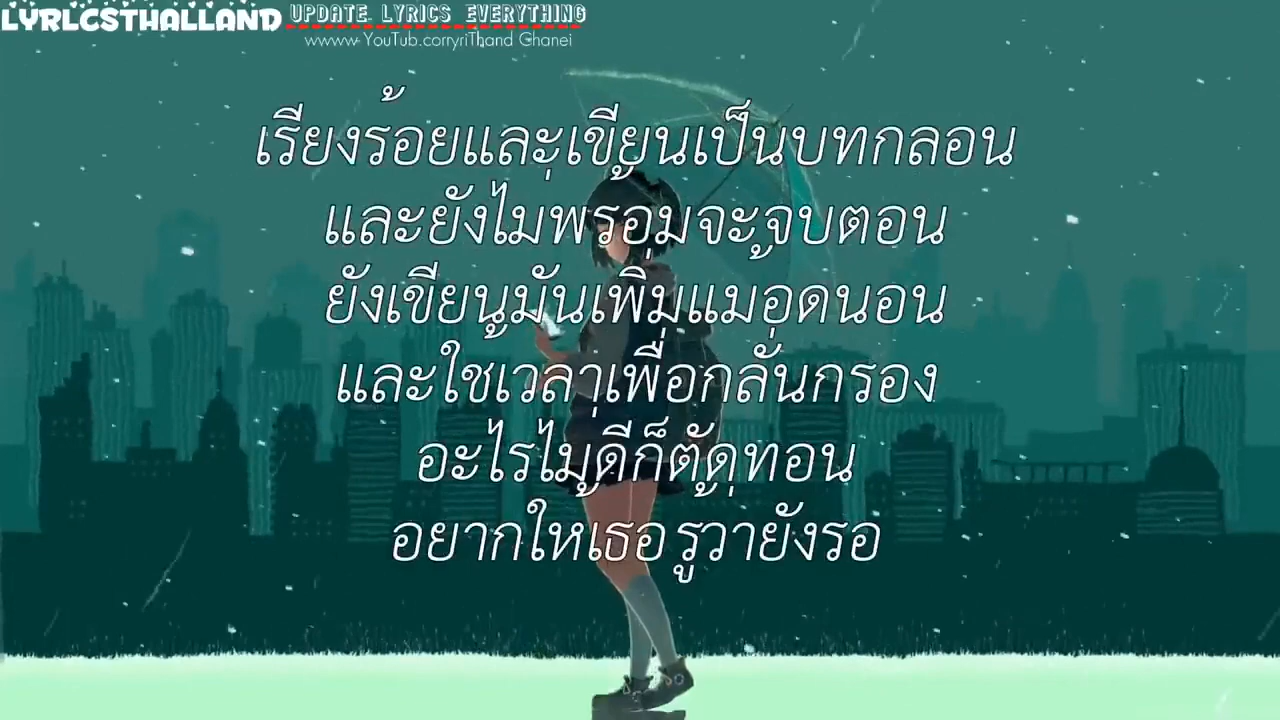 LYRLCSTHALLAND
UPDATE LYRICS EVERYTHING
wwww YouTub.corryriThand Ghanei
เรียงร้อยและเขียนเป็นบทกลอน
และยังไม่พร้อมจะจบตอน
ยังเขียนมันเพิ่มแม้อดนอน
และใช้เวลาเพื่อกลั่นกรอง
อะไรไม่ดีก็ตัดทอน
อยากให้เธอ รู้ว่ายังรอ